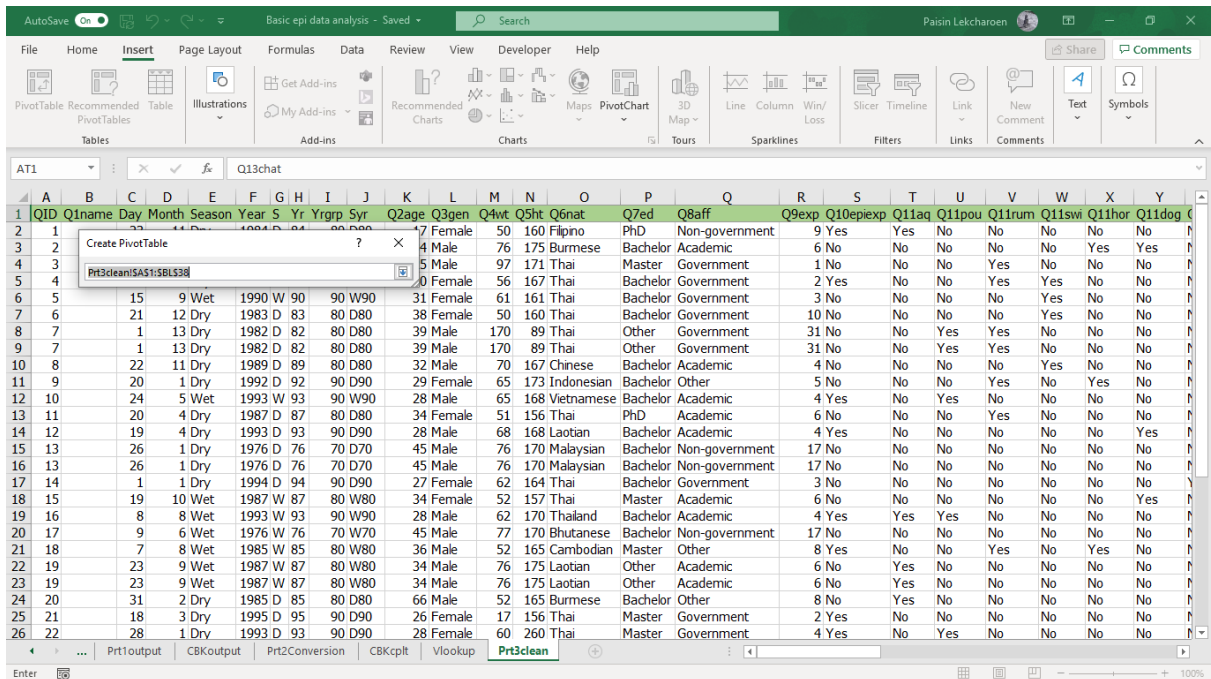 AutoSave On Basic epi data analysis - Saved Search Paisin Lekcharoen
File Home Insert Page Layout Formulas Data Review View Developer Help Share Comments
PivotTable Recommended PivotTables Table Illustrations Get Add-ins My Add-ins Recommended Charts Maps PivotChart 3D Map Line Column Win/Loss Slicer Timeline Link New Comment Text Symbols
Tables Add-ins Charts Tours Sparklines Filters Links Comments
AT1 fx Q13chat
A B C D E F G H I J K L M N O P Q R S T U V W X Y
1 QID Q1name Day Month Season Year S Yr Yrgrp Syr Q2age Q3gen Q4wt Q5ht Q6nat Q7ed Q8aff Q9exp Q10epiexp Q11aq Q11pou Q11rum Q11swi Q11hor Q11dog
2 1 7 Female 50 160 Filipino PhD Non-government 9 Yes Yes No No No No No
Create PivotTable ? ×
3 2 4 Male 76 175 Burmese Bachelor Academic 6 No No No No No Yes Yes
4 3 5 Male 97 171 Thai Master Government 1 No No No Yes No No No
Prt3clean!$A$1:$BL$38
5 4 0 Female 56 167 Thai Bachelor Government 2 Yes No No Yes Yes No No
6 5 15 9 Wet 1990 W 90 90 W90 31 Female 61 161 Thai Bachelor Government 3 No No No No Yes No No
7 6 21 12 Dry 1983 D 83 80 D80 38 Female 50 160 Thai Bachelor Government 10 No No No No Yes No No
8 7 1 13 Dry 1982 D 82 80 D80 39 Male 170 89 Thai Other Government 31 No No Yes Yes No No No
9 7 1 13 Dry 1982 D 82 80 D80 39 Male 170 89 Thai Other Government 31 No No Yes Yes No No No
10 8 22 11 Dry 1989 D 89 80 D80 32 Male 70 167 Chinese Bachelor Academic 4 No No No No Yes No No
11 9 20 1 Dry 1992 D 92 90 D90 29 Female 65 173 Indonesian Bachelor Other 5 No No No Yes No Yes No
12 10 24 5 Wet 1993 W 93 90 W90 28 Male 65 168 Vietnamese Bachelor Academic 4 Yes No Yes No No No No
13 11 20 4 Dry 1987 D 87 80 D80 34 Female 51 156 Thai PhD Academic 6 No No No Yes No No No
14 12 19 4 Dry 1993 D 93 90 D90 28 Male 68 168 Laotian Bachelor Academic 4 Yes No No No No No Yes
15 13 26 1 Dry 1976 D 76 70 D70 45 Male 76 170 Malaysian Bachelor Non-government 17 No No No No No No No
16 13 26 1 Dry 1976 D 76 70 D70 45 Male 76 170 Malaysian Bachelor Non-government 17 No No No No No No No
17 14 1 1 Dry 1994 D 94 90 D90 27 Female 62 164 Thai Bachelor Government 3 No No No No No No No
18 15 19 10 Wet 1987 W 87 80 W80 34 Female 52 157 Thai Master Academic 6 No No No No No No Yes
19 16 8 8 Wet 1993 W 93 90 W90 28 Male 62 170 Thailand Bachelor Academic 4 Yes Yes Yes No No No No
20 17 9 6 Wet 1976 W 76 70 W70 45 Male 77 170 Bhutanese Bachelor Non-government 17 No No No No No No No
21 18 7 8 Wet 1985 W 85 80 W80 36 Male 52 165 Cambodian Master Other 8 Yes No No Yes No Yes No
22 19 23 9 Wet 1987 W 87 80 W80 34 Male 76 175 Laotian Other Academic 6 No Yes No No No No No
23 19 23 9 Wet 1987 W 87 80 W80 34 Male 76 175 Laotian Other Academic 6 No Yes No No No No No
24 20 31 2 Dry 1985 D 85 80 D80 66 Male 52 165 Burmese Bachelor Other 8 No Yes No No No No No
25 21 18 3 Dry 1995 D 95 90 D90 26 Female 17 156 Thai Master Government 2 Yes No No No No No No
26 22 28 1 Dry 1993 D 93 90 D90 28 Female 60 260 Thai Master Government 4 Yes No Yes No No No No
... Prt1output CBKoutput Prt2Conversion CBKcplt Vlookup Prt3clean
Enter 100%